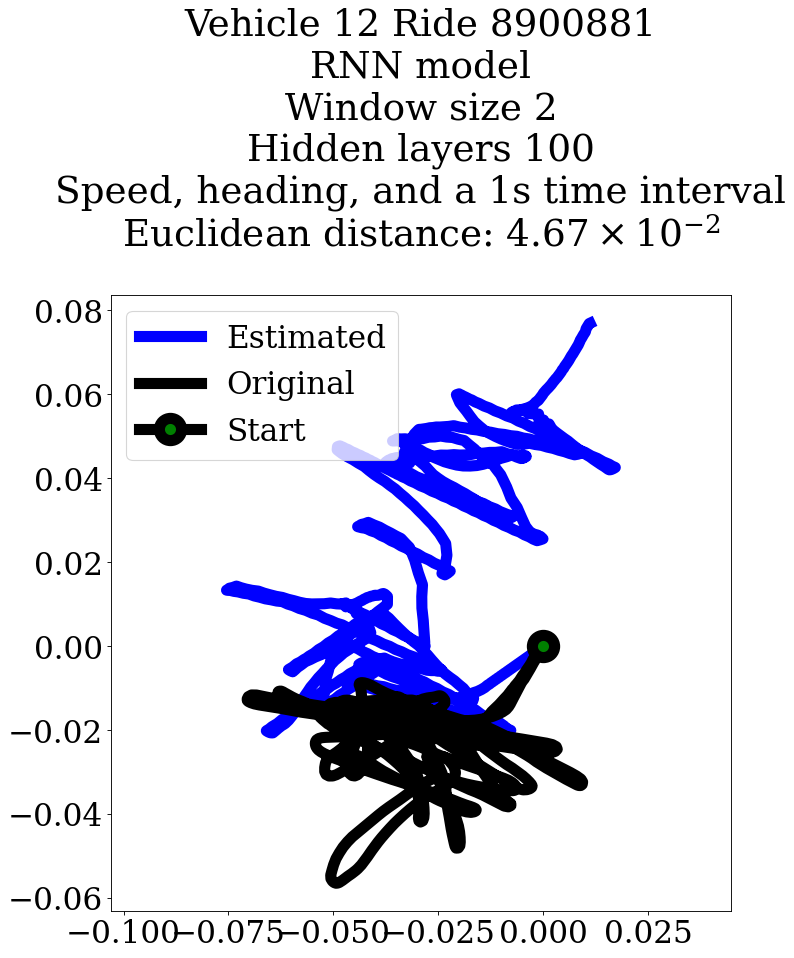 Vehicle 12 Ride 8900881
RNN model
Window size 2
Hidden layers 100
Speed, heading, and a 1s time interval
Euclidean distance: 4.67 × 10⁻²
Estimated
Original
Start
0.08
0.06
0.04
0.02
0.00
−0.02
−0.04
−0.06
−0.100 −0.075 −0.050 −0.025 0.000 0.025